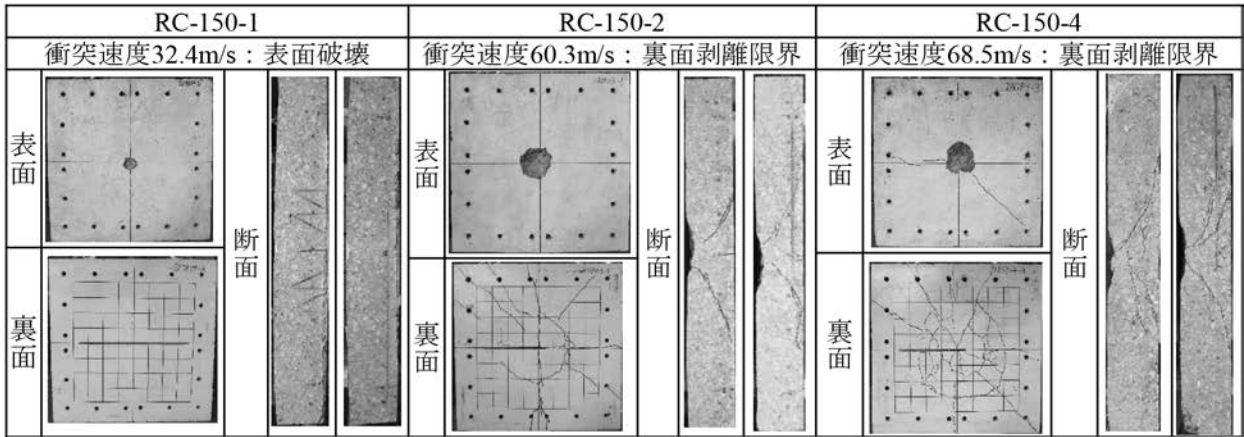 RC-150-1
RC-150-2
RC-150-4
衝突速度32.4m/s：表面破壊
衝突速度60.3m/s：裏面剥離限界
衝突速度68.5m/s：裏面剥離限界
表面
裏面
断面
表面
裏面
断面
表面
裏面
断面